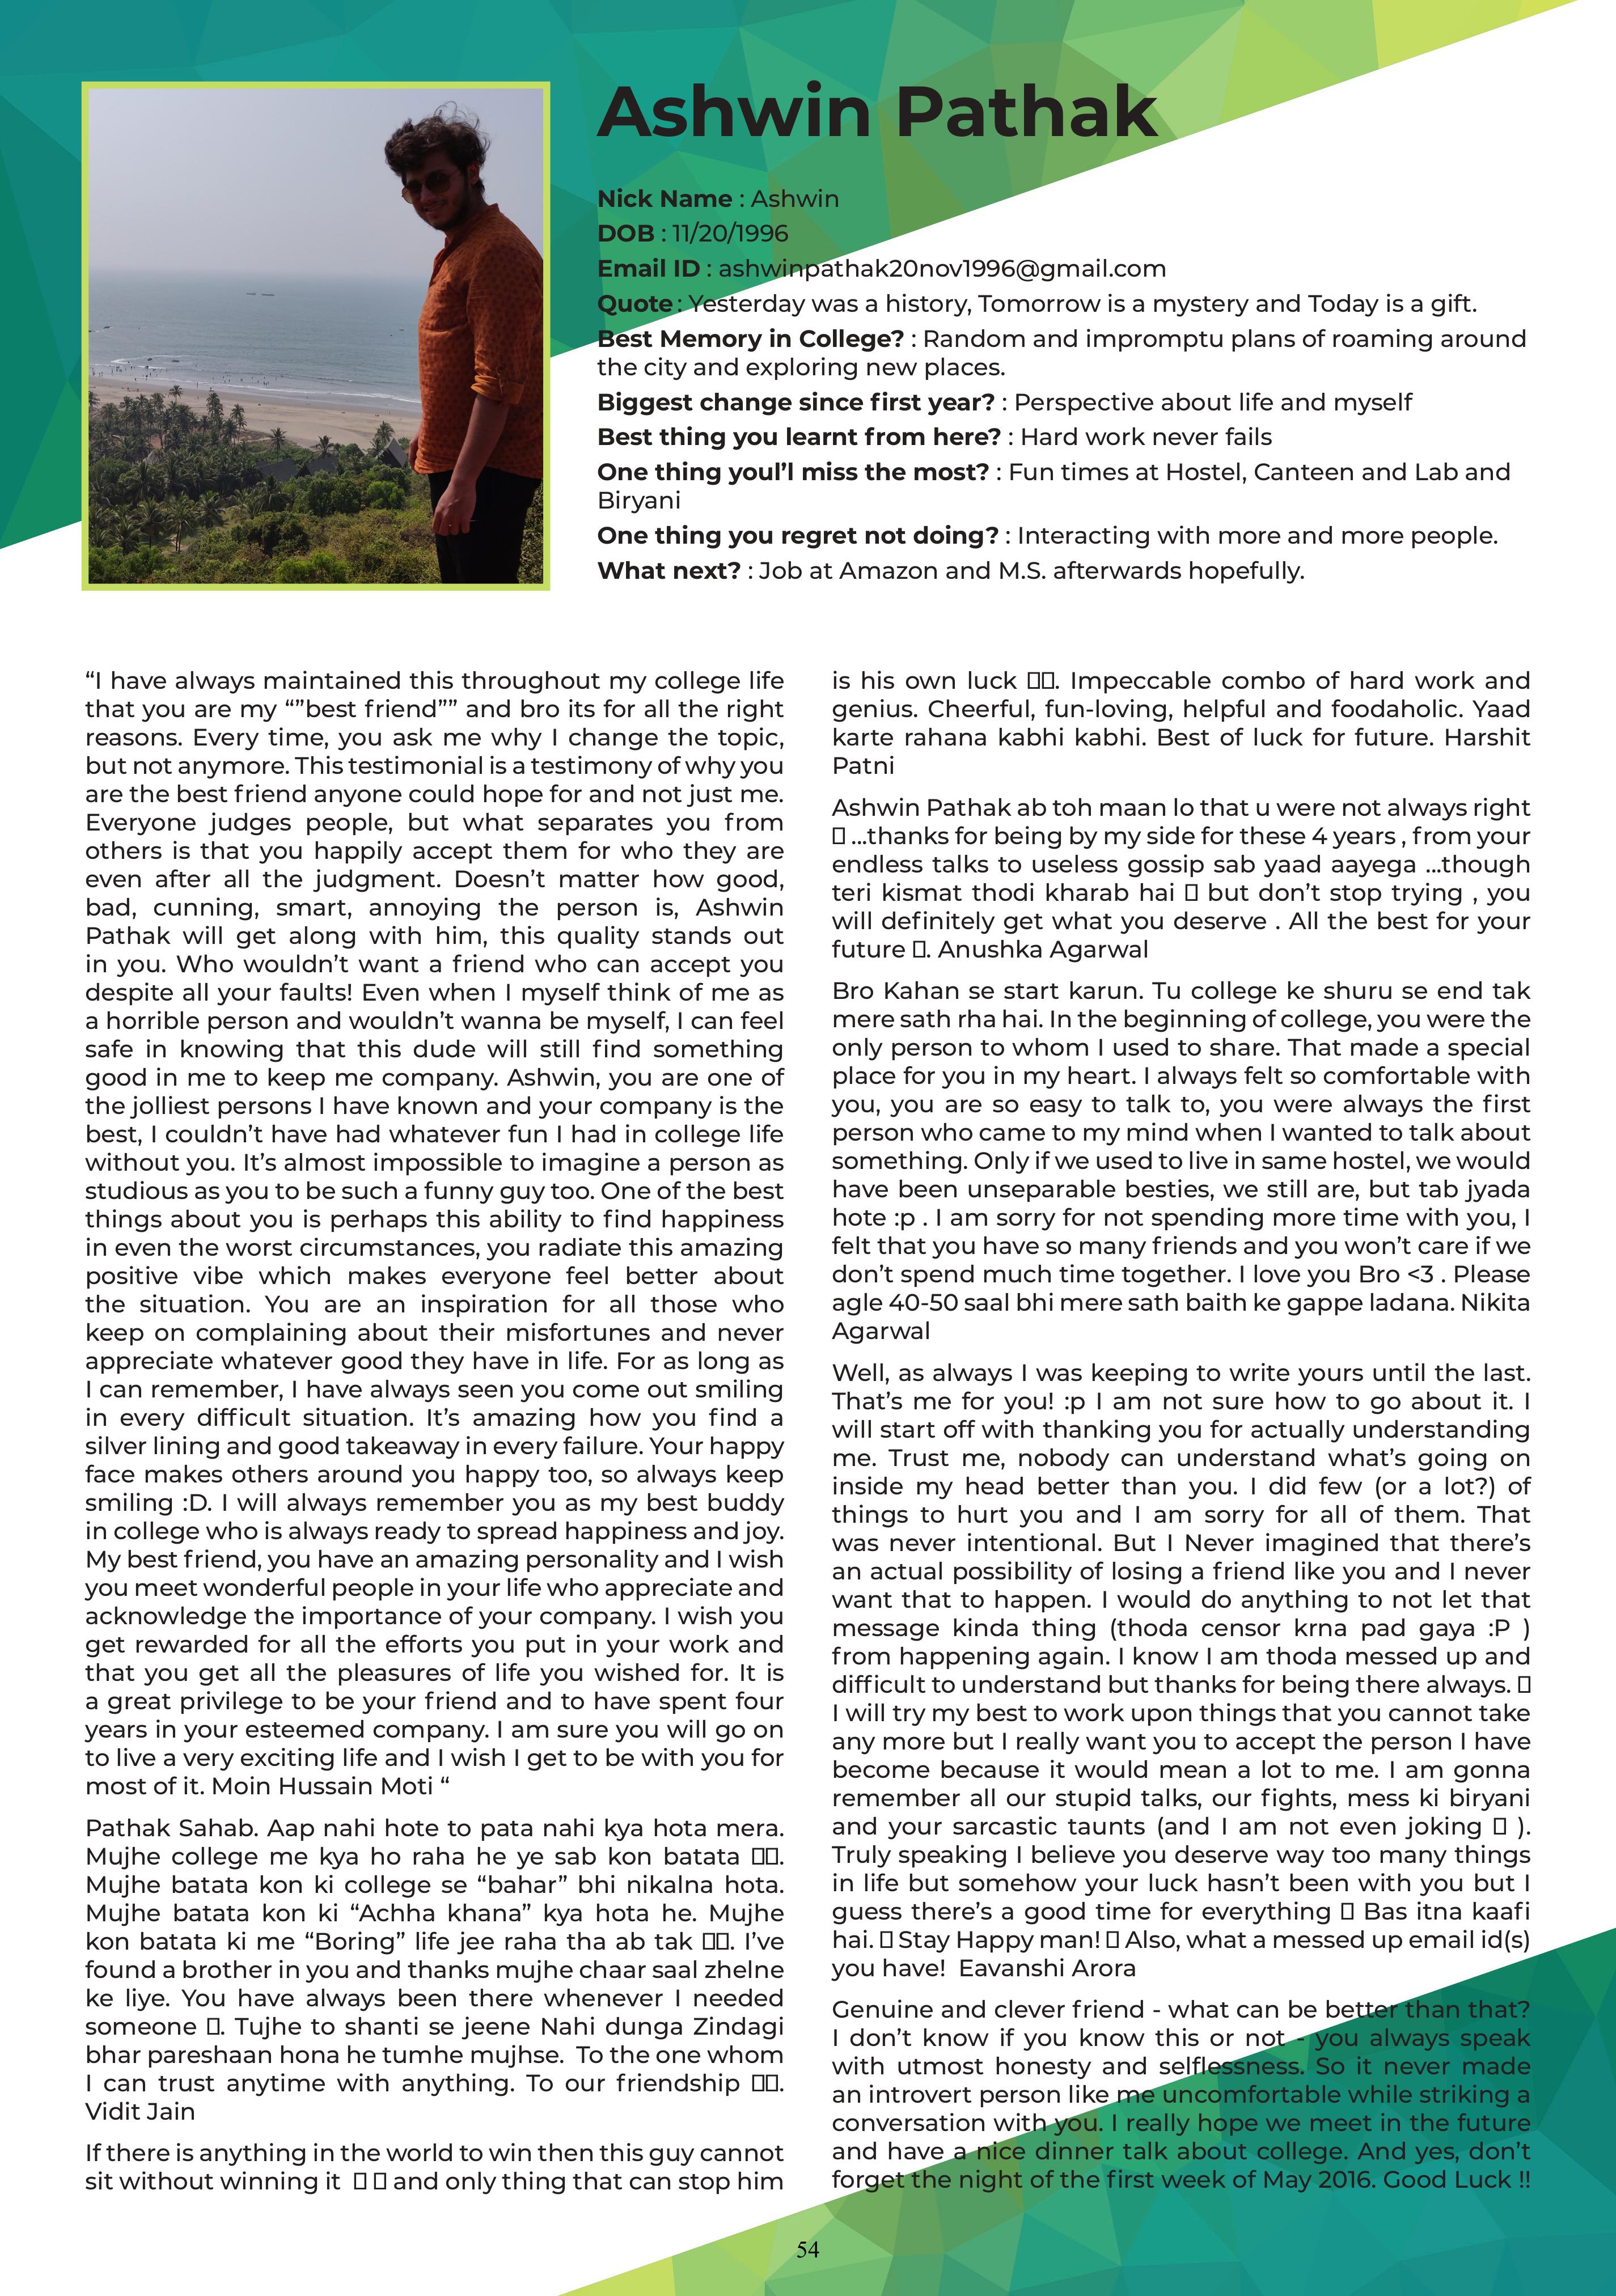 Ashwin Pathak
Nick Name : Ashwin
DOB : 11/20/1996
Email ID : ashwinpathak20nov1996@gmail.com
Quote : Yesterday was a history, Tomorrow is a mystery and Today is a gift.
Best Memory in College? : Random and impromptu plans of roaming around
the city and exploring new places.
Biggest change since first year? : Perspective about life and myself
Best thing you learnt from here? : Hard work never fails
One thing youl’l miss the most? : Fun times at Hostel, Canteen and Lab and
Biryani
One thing you regret not doing? : Interacting with more and more people.
What next? : Job at Amazon and M.S. afterwards hopefully.
“I have always maintained this throughout my college life
that you are my “”best friend”” and bro its for all the right
reasons. Every time, you ask me why I change the topic,
but not anymore. This testimonial is a testimony of why you
are the best friend anyone could hope for and not just me.
Everyone judges people, but what separates you from
others is that you happily accept them for who they are
even after all the judgment. Doesn’t matter how good,
bad, cunning, smart, annoying the person is, Ashwin
Pathak will get along with him, this quality stands out
in you. Who wouldn’t want a friend who can accept you
despite all your faults! Even when I myself think of me as
a horrible person and wouldn’t wanna be myself, I can feel
safe in knowing that this dude will still find something
good in me to keep me company. Ashwin, you are one of
the jolliest persons I have known and your company is the
best, I couldn’t have had whatever fun I had in college life
without you. It’s almost impossible to imagine a person as
studious as you to be such a funny guy too. One of the best
things about you is perhaps this ability to find happiness
in even the worst circumstances, you radiate this amazing
positive vibe which makes everyone feel better about
the situation. You are an inspiration for all those who
keep on complaining about their misfortunes and never
appreciate whatever good they have in life. For as long as
I can remember, I have always seen you come out smiling
in every difficult situation. It’s amazing how you find a
silver lining and good takeaway in every failure. Your happy
face makes others around you happy too, so always keep
smiling :D. I will always remember you as my best buddy
in college who is always ready to spread happiness and joy.
My best friend, you have an amazing personality and I wish
you meet wonderful people in your life who appreciate and
acknowledge the importance of your company. I wish you
get rewarded for all the efforts you put in your work and
that you get all the pleasures of life you wished for. It is
a great privilege to be your friend and to have spent four
years in your esteemed company. I am sure you will go on
to live a very exciting life and I wish I get to be with you for
most of it. Moin Hussain Moti “
Pathak Sahab. Aap nahi hote to pata nahi kya hota mera.
Mujhe college me kya ho raha he ye sab kon batata 􀀀􀀀.
Mujhe batata kon ki college se “bahar” bhi nikalna hota.
Mujhe batata kon ki “Achha khana” kya hota he. Mujhe
kon batata ki me “Boring” life jee raha tha ab tak 􀀀􀀀. I’ve
found a brother in you and thanks mujhe chaar saal zhelne
ke liye. You have always been there whenever I needed
someone 􀀀. Tujhe to shanti se jeene Nahi dunga Zindagi
bhar pareshaan hona he tumhe mujhse. To the one whom
I can trust anytime with anything. To our friendship 􀀀􀀀.
Vidit Jain
If there is anything in the world to win then this guy cannot
sit without winning it 􀀀 􀀀 and only thing that can stop him
is his own luck 􀀀􀀀. Impeccable combo of hard work and
genius. Cheerful, fun-loving, helpful and foodaholic. Yaad
karte rahana kabhi kabhi. Best of luck for future. Harshit
Patni
Ashwin Pathak ab toh maan lo that u were not always right
􀀀 ...thanks for being by my side for these 4 years , from your
endless talks to useless gossip sab yaad aayega ...though
teri kismat thodi kharab hai 􀀀 but don’t stop trying , you
will definitely get what you deserve . All the best for your
future 􀀀. Anushka Agarwal
Bro Kahan se start karun. Tu college ke shuru se end tak
mere sath rha hai. In the beginning of college, you were the
only person to whom I used to share. That made a special
place for you in my heart. I always felt so comfortable with
you, you are so easy to talk to, you were always the first
person who came to my mind when I wanted to talk about
something. Only if we used to live in same hostel, we would
have been unseparable besties, we still are, but tab jyada
hote :p . I am sorry for not spending more time with you, I
felt that you have so many friends and you won’t care if we
don’t spend much time together. I love you Bro <3 . Please
agle 40-50 saal bhi mere sath baith ke gappe ladana. Nikita
Agarwal
Well, as always I was keeping to write yours until the last.
That’s me for you! :p I am not sure how to go about it. I
will start off with thanking you for actually understanding
me. Trust me, nobody can understand what’s going on
inside my head better than you. I did few (or a lot?) of
things to hurt you and I am sorry for all of them. That
was never intentional. But I Never imagined that there’s
an actual possibility of losing a friend like you and I never
want that to happen. I would do anything to not let that
message kinda thing (thoda censor krna pad gaya :P )
from happening again. I know I am thoda messed up and
difficult to understand but thanks for being there always. 􀀀
I will try my best to work upon things that you cannot take
any more but I really want you to accept the person I have
become because it would mean a lot to me. I am gonna
remember all our stupid talks, our fights, mess ki biryani
and your sarcastic taunts (and I am not even joking 􀀀 ).
Truly speaking I believe you deserve way too many things
in life but somehow your luck hasn’t been with you but I
guess there’s a good time for everything 􀀀 Bas itna kaafi
hai. 􀀀 Stay Happy man! 􀀀 Also, what a messed up email id(s)
you have! Eavanshi Arora
Genuine and clever friend - what can be better than that?
I don’t know if you know this or not - you always speak
with utmost honesty and selflessness. So it never made
an introvert person like me uncomfortable while striking a
conversation with you. I really hope we meet in the future
and have a nice dinner talk about college. And yes, don’t
forget the night of the first week of May 2016. Good Luck !!
54